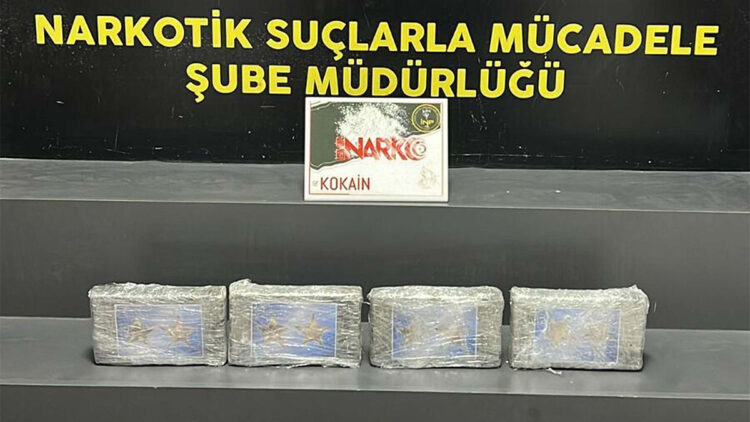 NARKOTİK SUÇLARLA MÜCADELE
ŞUBE MÜDÜRLÜĞÜ
NARKO
KOKAİN